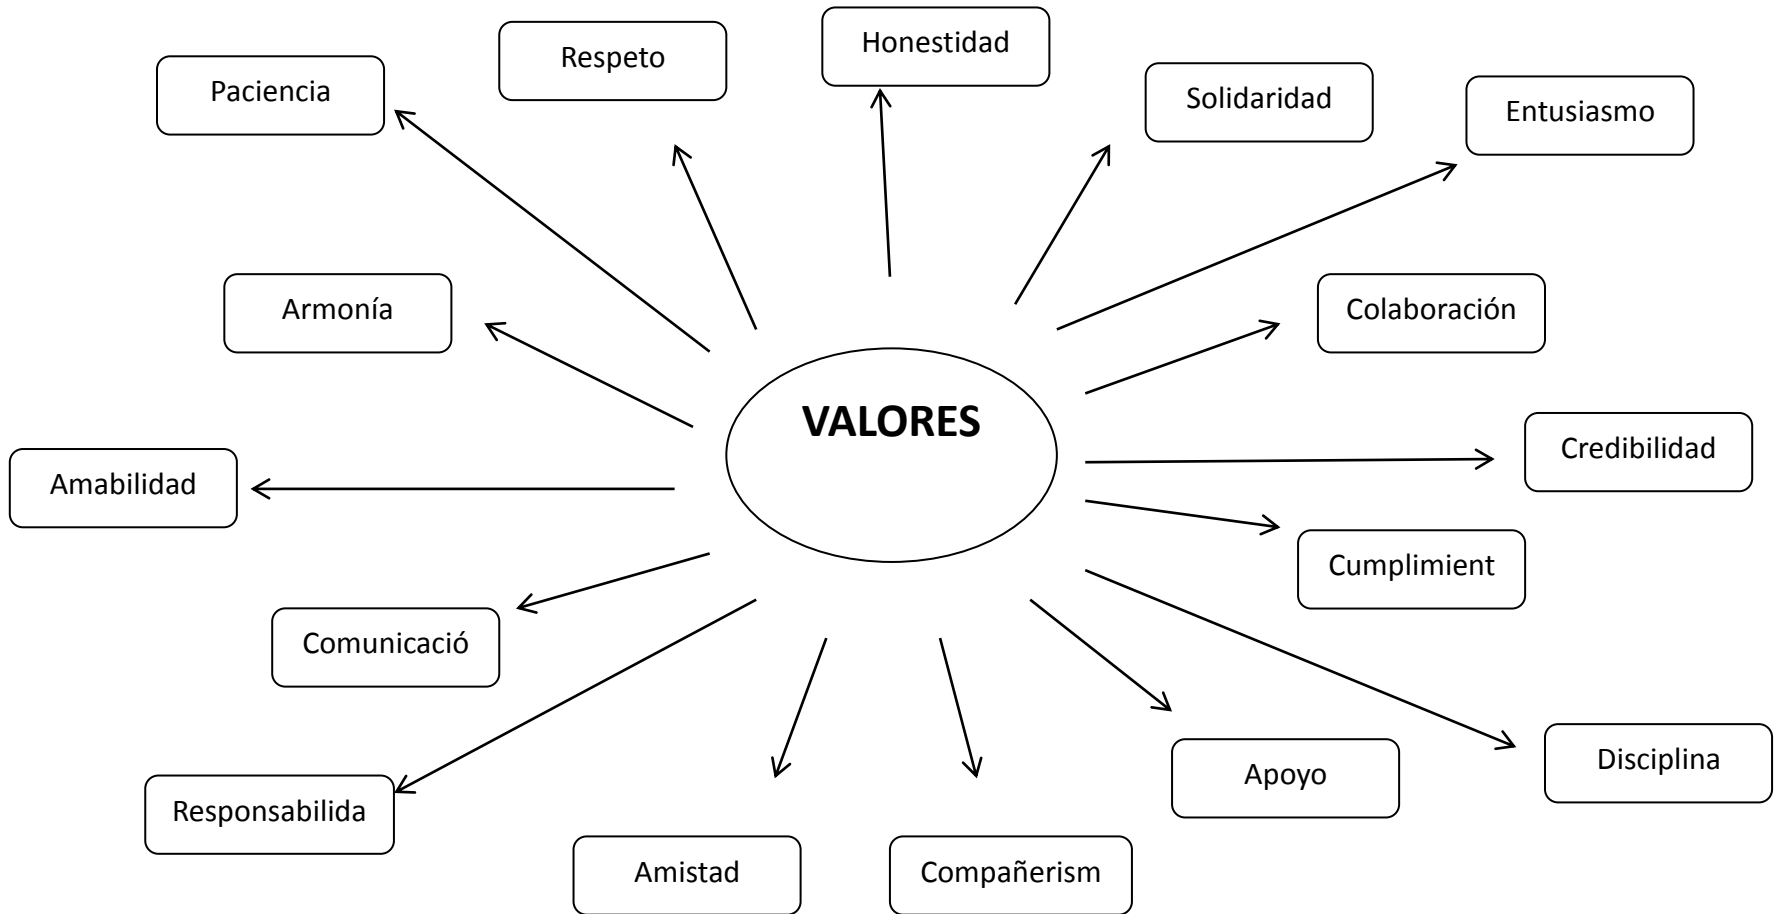 Honestidad
Respeto
Paciencia
Solidaridad
Entusiasmo
Armonía
Colaboración
VALORES
Credibilidad
Amabilidad
Cumplimient
Comunicació
Disciplina
Apoyo
Responsabilida
Amistad
Compañerism